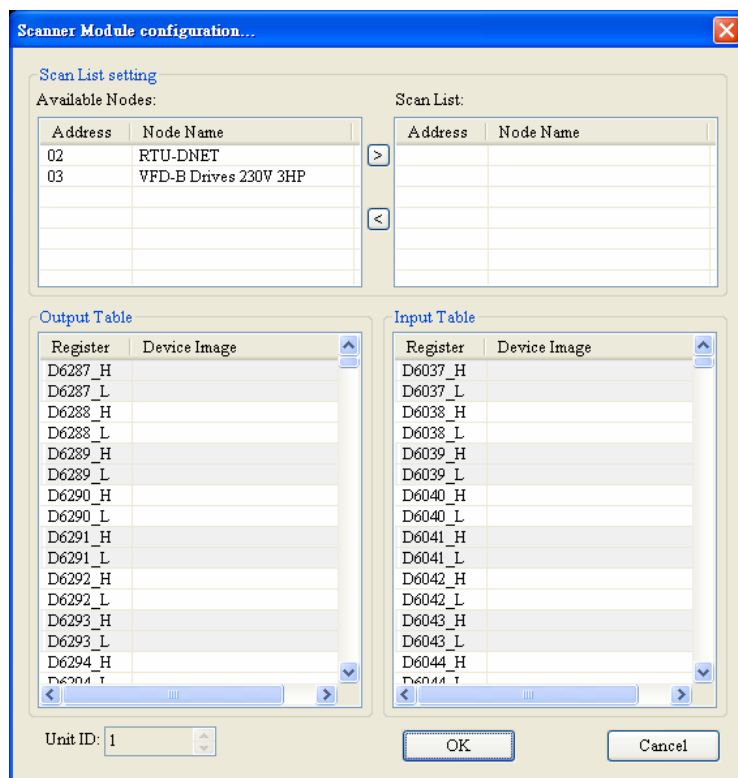 Scanner Module configuration...
Scan List setting
Available Nodes:
Address Node Name
02 RTU-DNET
03 VFD-B Drives 230V 3HP
>
<
Scan List:
Address Node Name
Output Table
Register Device Image
D6287_H
D6287_L
D6288_H
D6288_L
D6289_H
D6289_L
D6290_H
D6290_L
D6291_H
D6291_L
D6292_H
D6292_L
D6293_H
D6293_L
D6294_H
D6294_L
Input Table
Register Device Image
D6037_H
D6037_L
D6038_H
D6038_L
D6039_H
D6039_L
D6040_H
D6040_L
D6041_H
D6041_L
D6042_H
D6042_L
D6043_H
D6043_L
D6044_H
D6044_L
Unit ID: 1
OK
Cancel